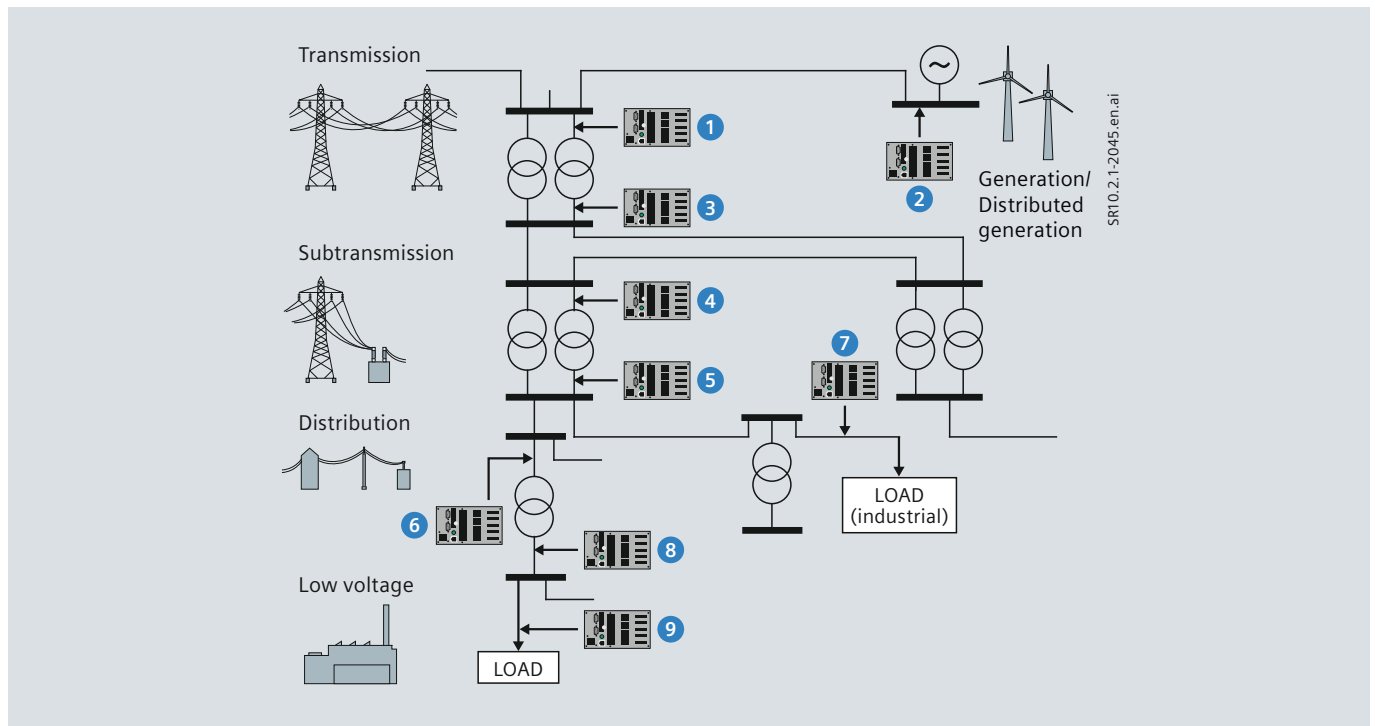 Transmission
1
2
3
Generation/
Distributed
generation
SR10.2.1-2045.en.ai
Subtransmission
4
7
5
Distribution
LOAD
(industrial)
6
8
Low voltage
9
LOAD